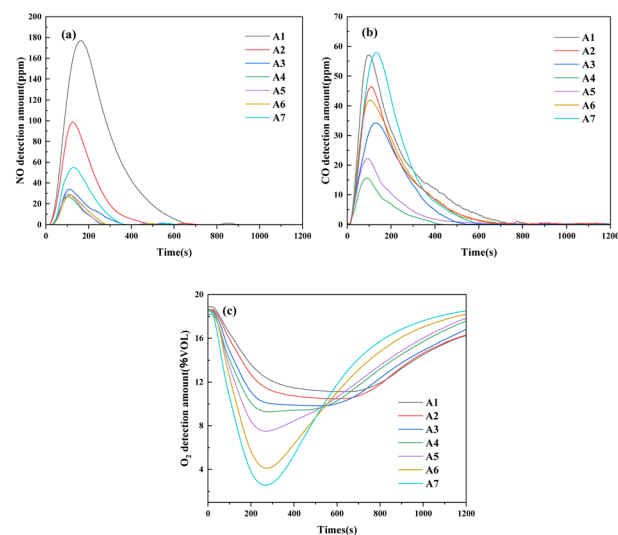 (a)
A1
A2
A3
A4
A5
A6
A7
NO detection amount(ppm)
200
180
160
140
120
100
80
60
40
20
0
0 200 400 600 800 1000 1200
Time(s)
(b)
A1
A2
A3
A4
A5
A6
A7
CO detection amount(ppm)
70
60
50
40
30
20
10
0
0 200 400 600 800 1000 1200
Time(s)
(c)
A1
A2
A3
A4
A5
A6
A7
O2 detection amount(%VOL)
20
16
12
8
4
0 200 400 600 800 1000 1200
Times(s)